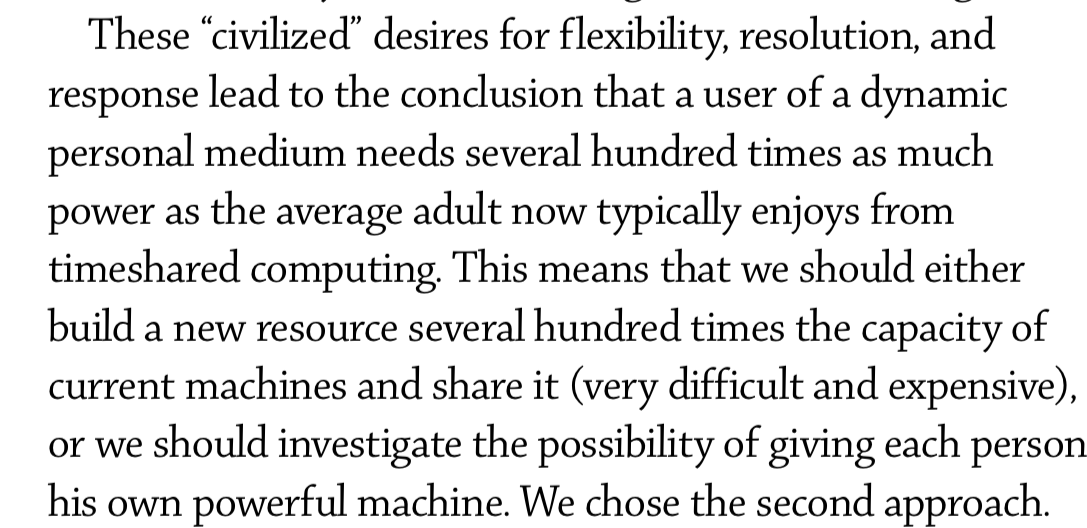 These “civilized” desires for flexibility, resolution, and
response lead to the conclusion that a user of a dynamic
personal medium needs several hundred times as much
power as the average adult now typically enjoys from
timeshared computing. This means that we should either
build a new resource several hundred times the capacity of
current machines and share it (very difficult and expensive),
or we should investigate the possibility of giving each person
his own powerful machine. We chose the second approach.